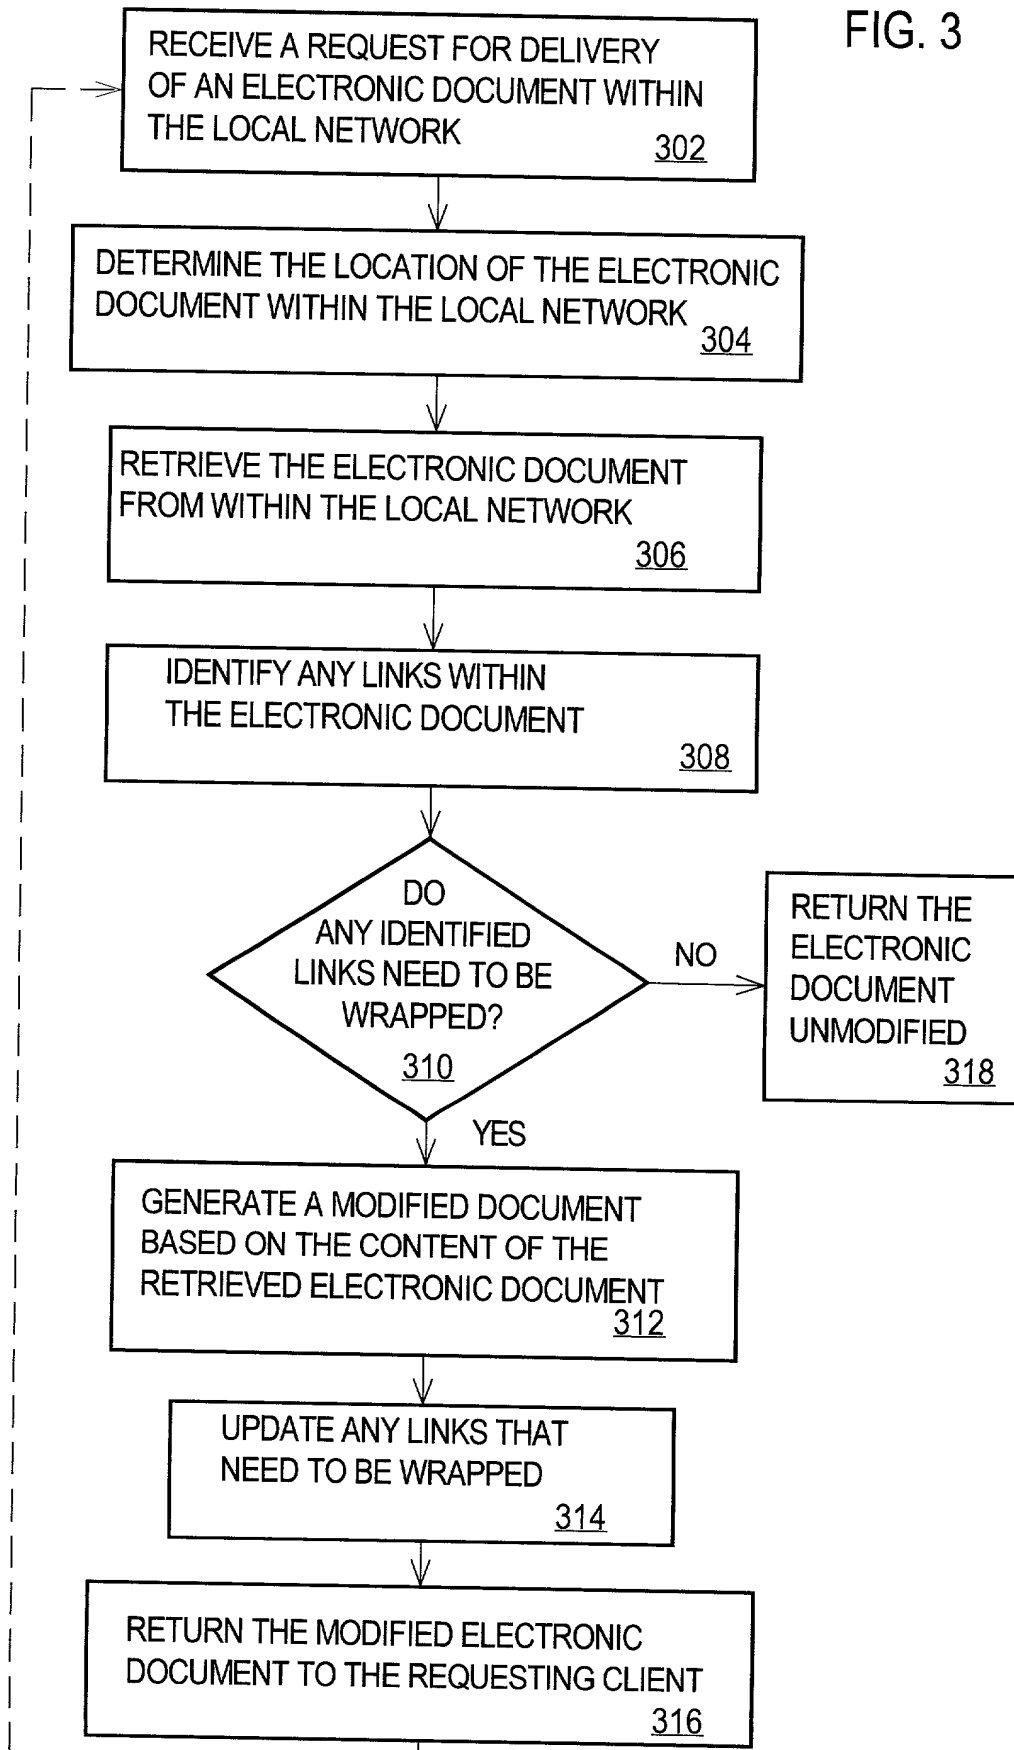 FIG. 3
RECEIVE A REQUEST FOR DELIVERY
OF AN ELECTRONIC DOCUMENT WITHIN
THE LOCAL NETWORK
302
DETERMINE THE LOCATION OF THE ELECTRONIC
DOCUMENT WITHIN THE LOCAL NETWORK
304
RETRIEVE THE ELECTRONIC DOCUMENT
FROM WITHIN THE LOCAL NETWORK
306
IDENTIFY ANY LINKS WITHIN
THE ELECTRONIC DOCUMENT
308
DO
ANY IDENTIFIED
LINKS NEED TO BE
WRAPPED?
310
NO
RETURN THE
ELECTRONIC
DOCUMENT
UNMODIFIED
318
YES
GENERATE A MODIFIED DOCUMENT
BASED ON THE CONTENT OF THE
RETRIEVED ELECTRONIC DOCUMENT
312
UPDATE ANY LINKS THAT
NEED TO BE WRAPPED
314
RETURN THE MODIFIED ELECTRONIC
DOCUMENT TO THE REQUESTING CLIENT
316